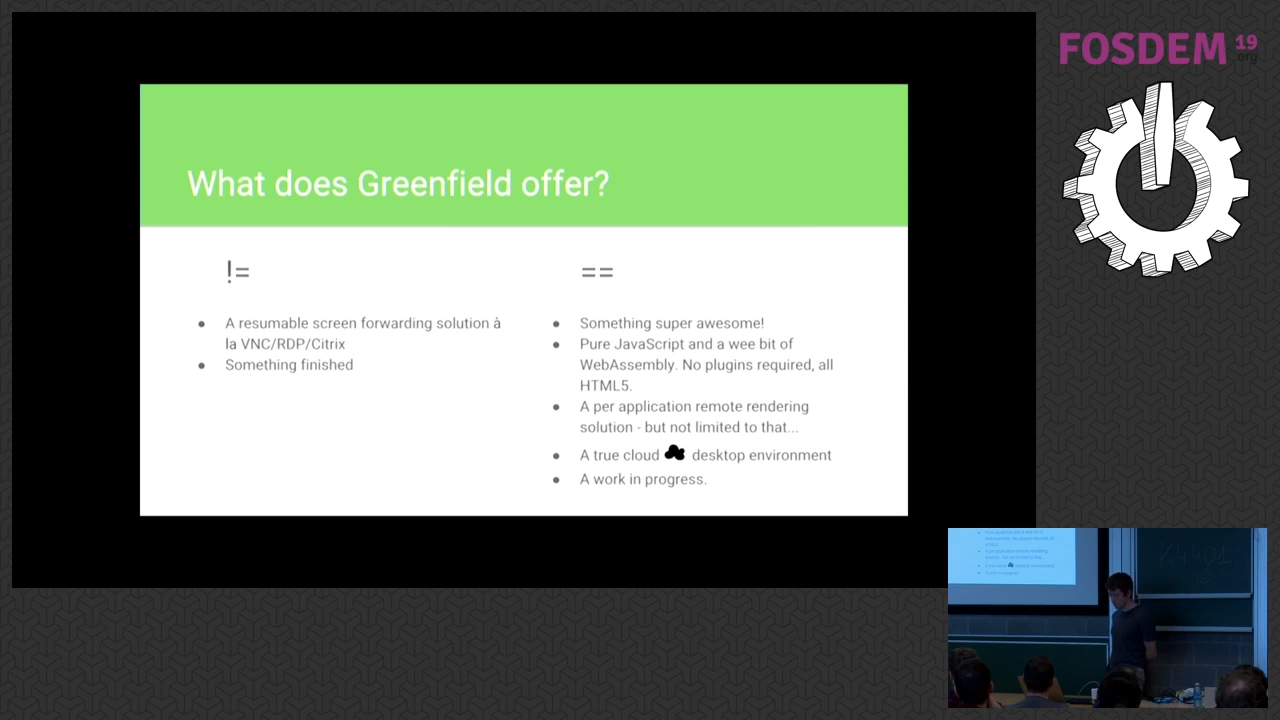 FOSDEM 19
.org
What does Greenfield offer?
!=
● A resumable screen forwarding solution à
la VNC/RDP/Citrix
● Something finished
==
● Something super awesome!
● Pure JavaScript and a wee bit of
WebAssembly. No plugins required, all
HTML5.
● A per application remote rendering
solution - but not limited to that...
● A true cloud desktop environment
● A work in progress.
K4401